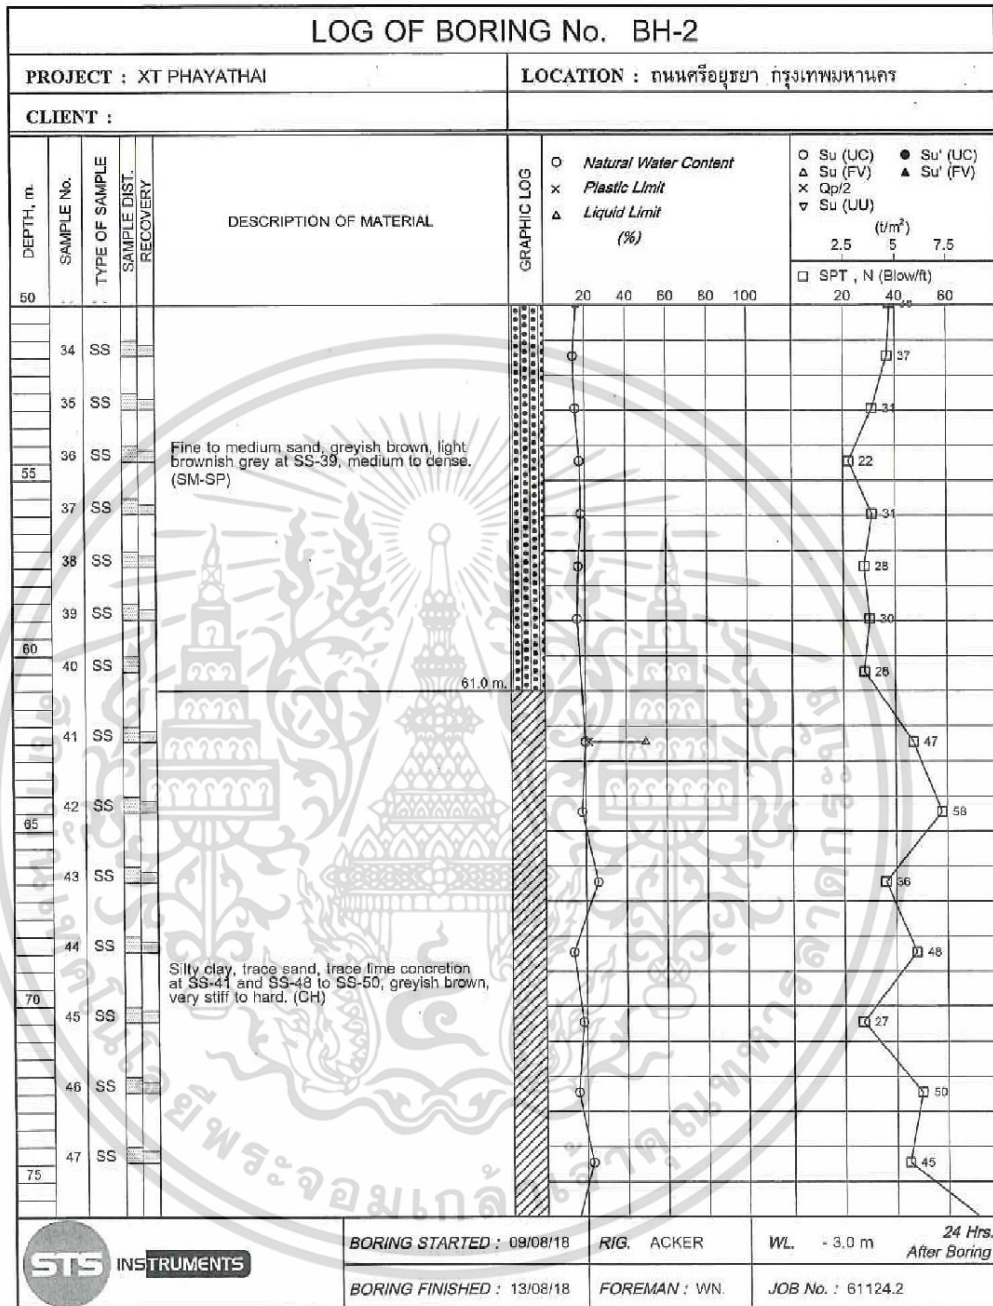 LOG OF BORING No. BH-2
PROJECT : XT PHAYATHAI
LOCATION : ถนนศรีอยุธยา กรุงเทพมหานคร
CLIENT :
DEPTH, m.
SAMPLE No.
TYPE OF SAMPLE
SAMPLE DIST.
RECOVERY
DESCRIPTION OF MATERIAL
GRAPHIC LOG
○ Natural Water Content
× Plastic Limit
△ Liquid Limit
(%)
20 40 60 80 100
○ Su (UC) ● Su' (UC)
△ Su (FV) ▲ Su' (FV)
× Qp/2
▽ Su (UU)
(t/m²)
2.5 5 7.5
□ SPT , N (Blow/ft)
20 40 60
50
34 SS 37
35 SS 31
36 SS 22
Fine to medium sand, greyish brown, light
brownish grey at SS-39, medium to dense.
(SM-SP)
55
37 SS 31
38 SS 28
39 SS 30
60
40 SS 28
61.0 m.
41 SS 47
42 SS 58
65
43 SS 36
44 SS 48
Silty clay, trace sand, trace lime concretion
at SS-41 and SS-48 to SS-50, greyish brown,
very stiff to hard. (CH)
70
45 SS 27
46 SS 50
47 SS 45
75
STS INSTRUMENTS
BORING STARTED : 09/08/18
RIG. ACKER
WL. - 3.0 m
24 Hrs.
After Boring
BORING FINISHED : 13/08/18
FOREMAN : WN.
JOB No. : 61124.2